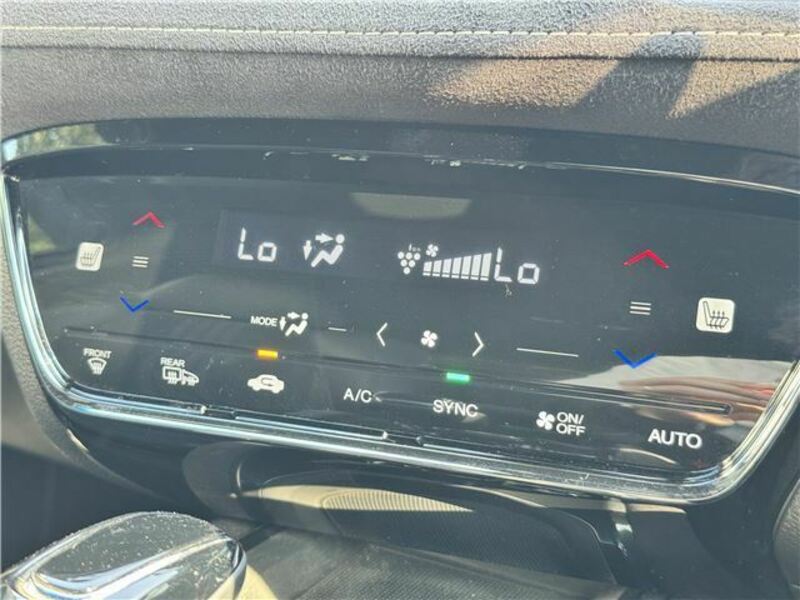 Lo Lo
MODE
FRONT REAR
A/C SYNC ON/
OFF AUTO